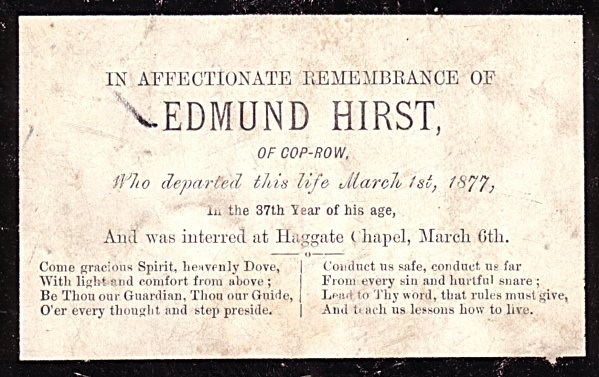 IN AFFECTIONATE REMEMBRANCE OF
EDMUND HIRST,
OF COP-ROW,
Who departed this life March 1st, 1877,
In the 37th Year of his age,
And was interred at Haggate Chapel, March 6th.
Come gracious Spirit, heavenly Dove,
With light and comfort from above;
Be Thou our Guardian, Thou our Guide,
O'er every thought and step preside.
Conduct us safe, conduct us far
From every sin and hurtful snare;
Lead to Thy word, that rules must give,
And teach us lessons how to live.